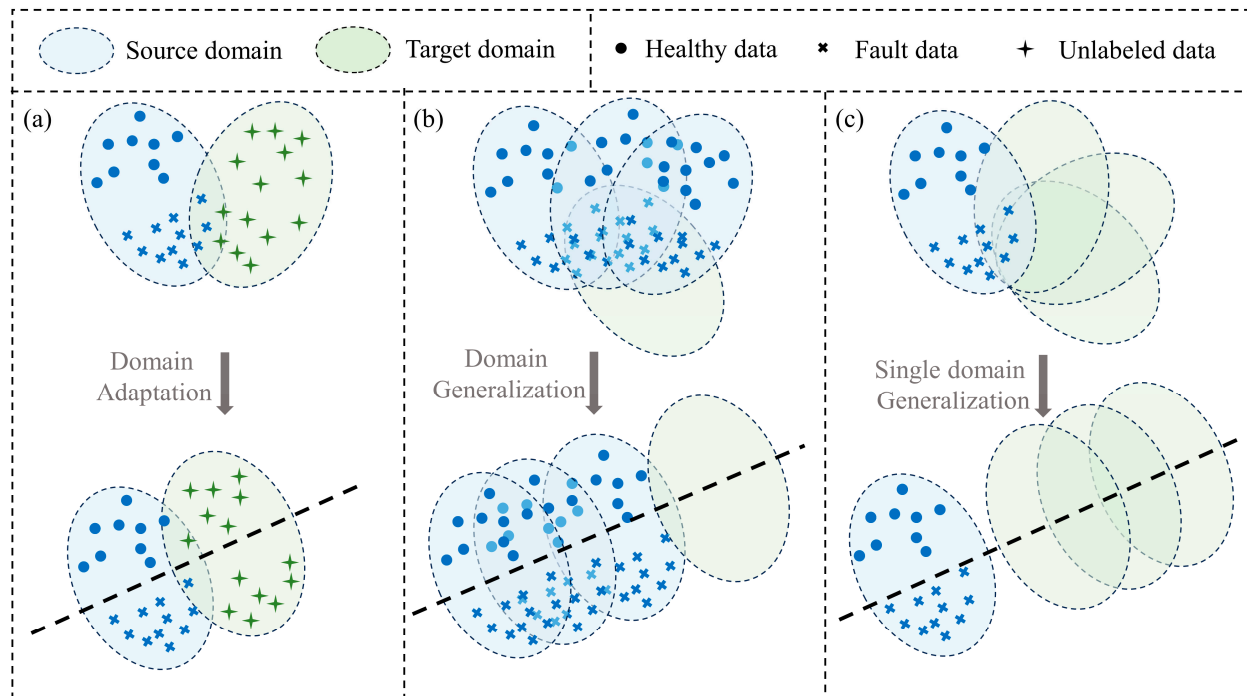 Source domain
Target domain
Healthy data
Fault data
Unlabeled data
(a)
(b)
(c)
Domain
Adaptation
Domain
Generalization
Single domain
Generalization